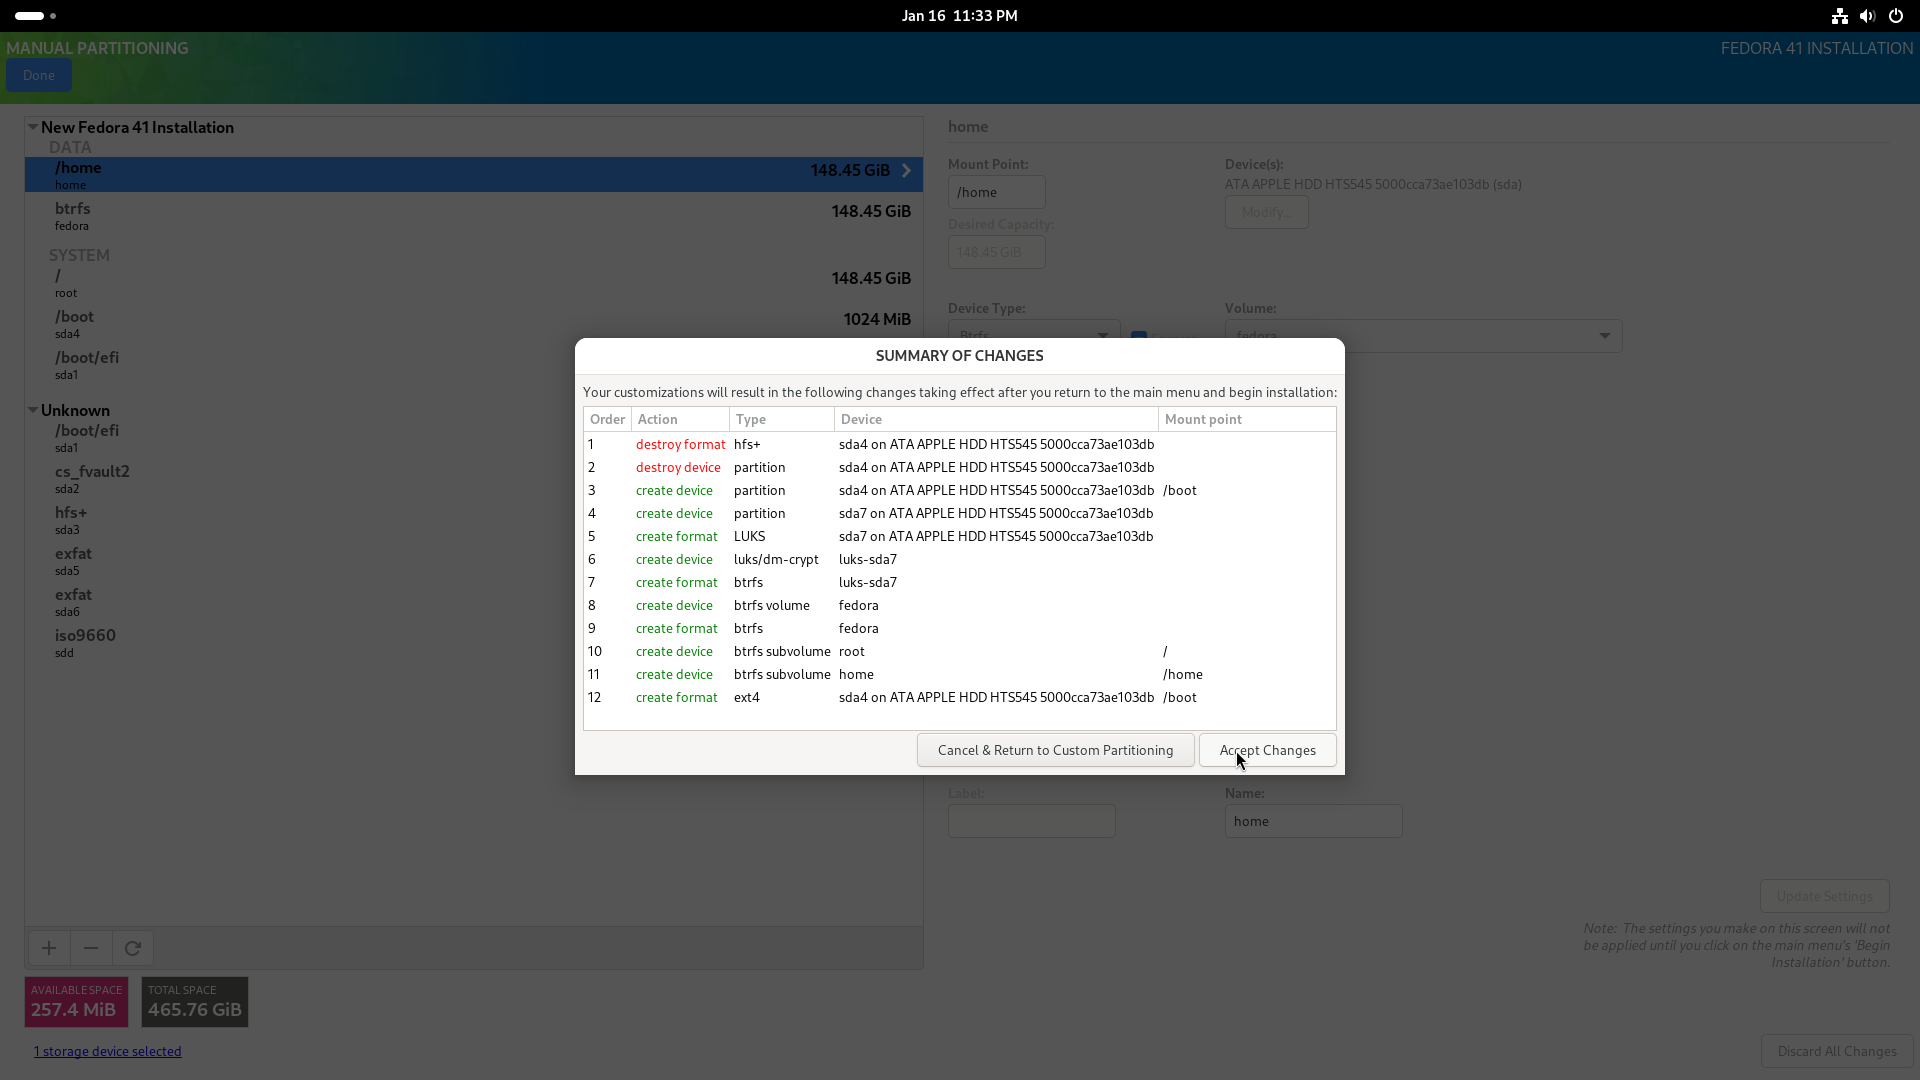 Jan 16 11:33 PM
MANUAL PARTITIONING
FEDORA 41 INSTALLATION
Done
New Fedora 41 Installation
DATA
/home
148.45 GiB
home
btrfs
148.45 GiB
fedora
SYSTEM
/
148.45 GiB
root
/boot
1024 MiB
sda4
/boot/efi
sda1
Unknown
/boot/efi
sda1
cs_fvault2
sda2
hfs+
sda3
exfat
sda5
exfat
sda6
iso9660
sdd
AVAILABLE SPACE
257.4 MiB
TOTAL SPACE
465.76 GiB
1 storage device selected
home
Mount Point:
/home
Device(s):
ATA APPLE HDD HTS545 5000cca73ae103db (sda)
Modify...
Desired Capacity:
148.45 GiB
Device Type:
Volume:
Btrfs
fedora
SUMMARY OF CHANGES
Your customizations will result in the following changes taking effect after you return to the main menu and begin installation:
Order Action Type Device Mount point
1 destroy format hfs+ sda4 on ATA APPLE HDD HTS545 5000cca73ae103db
2 destroy device partition sda4 on ATA APPLE HDD HTS545 5000cca73ae103db
3 create device partition sda4 on ATA APPLE HDD HTS545 5000cca73ae103db /boot
4 create device partition sda7 on ATA APPLE HDD HTS545 5000cca73ae103db
5 create format LUKS sda7 on ATA APPLE HDD HTS545 5000cca73ae103db
6 create device luks/dm-crypt luks-sda7
7 create format btrfs luks-sda7
8 create device btrfs volume fedora
9 create format btrfs fedora
10 create device btrfs subvolume root /
11 create device btrfs subvolume home /home
12 create format ext4 sda4 on ATA APPLE HDD HTS545 5000cca73ae103db /boot
Cancel & Return to Custom Partitioning
Accept Changes
Label:
Name:
home
Update Settings
Note: The settings you make on this screen will not
be applied until you click on the main menu's 'Begin
Installation' button.
Discard All Changes